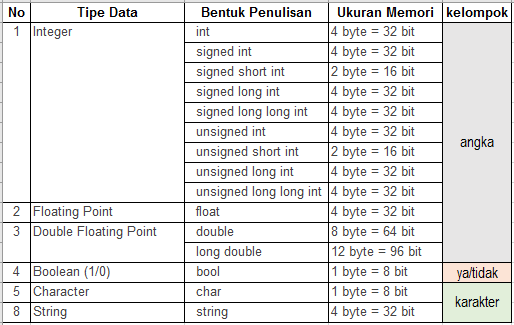 No Tipe Data Bentuk Penulisan Ukuran Memori kelompok
1 Integer int 4 byte = 32 bit
signed int 4 byte = 32 bit
signed short int 2 byte = 16 bit
signed long int 4 byte = 32 bit
signed long long int 4 byte = 32 bit
unsigned int 4 byte = 32 bit
unsigned short int 2 byte = 16 bit angka
unsigned long int 4 byte = 32 bit
unsigned long long int 4 byte = 32 bit
2 Floating Point float 4 byte = 32 bit
3 Double Floating Point double 8 byte = 64 bit
long double 12 byte = 96 bit
4 Boolean (1/0) bool 1 byte = 8 bit ya/tidak
5 Character char 1 byte = 8 bit karakter
8 String string 4 byte = 32 bit